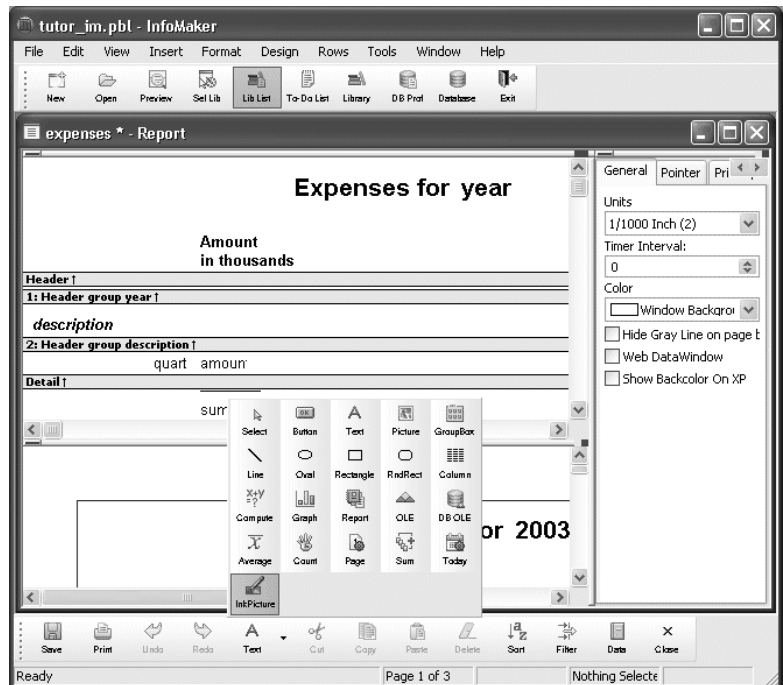 tutor_im.pbl - InfoMaker
File Edit View Insert Format Design Rows Tools Window Help
New Open Preview Sel Lib Lib List To-Do List Library DB Prof Database Exit
expenses * - Report
Expenses for year
Amount
in thousands
Header ↑
1: Header group year ↑
description
2: Header group description ↑
quart amoun
Detail ↑
sum
Select Button Text Picture GroupBox
Line Oval Rectangle RndRect Column
X+Y
=?
Compute Graph Report OLE DB OLE
Average Count Page Sum Today
InkPicture
or 2003
General Pointer Pri
Units
1/1000 Inch (2)
Timer Interval:
0
Color
Window Backgrou
Hide Gray Line on page b
Web DataWindow
Show Backcolor On XP
Save Print Undo Redo Text Cut Copy Paste Delete Sort Filter Data Close
Ready Page 1 of 3 Nothing Selecte